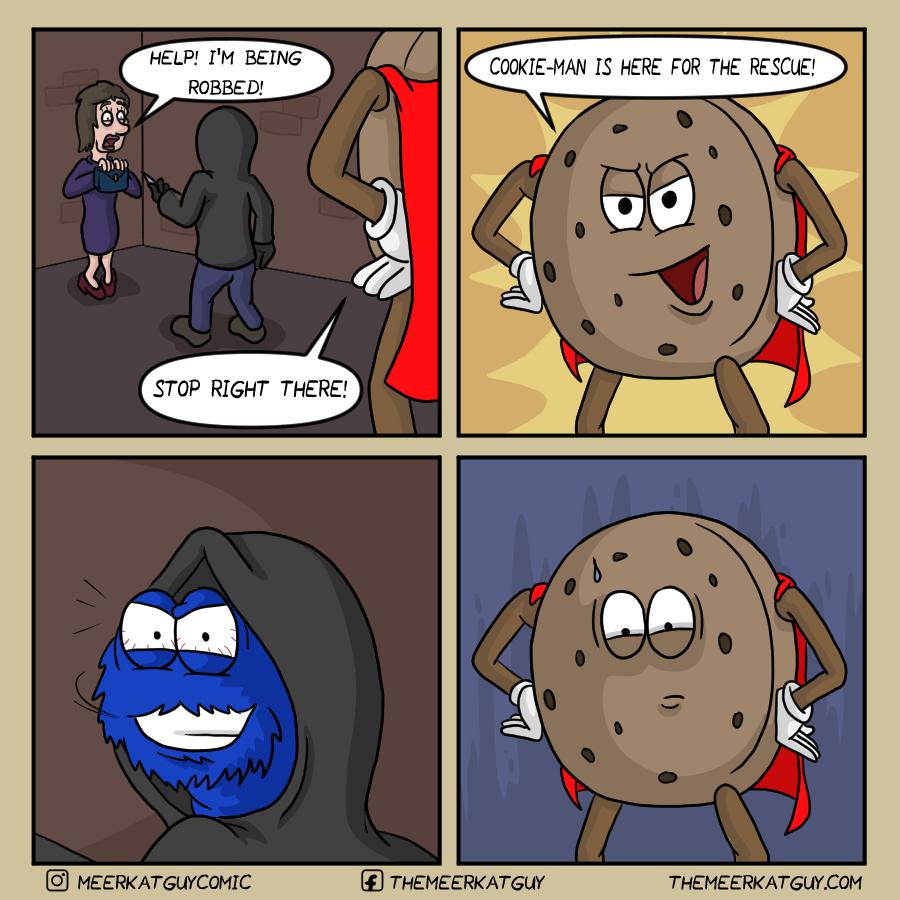 HELP! I'M BEING
ROBBED!
STOP RIGHT THERE!
COOKIE-MAN IS HERE FOR THE RESCUE!
MEERKATGUYCOMIC
THEMEERKATGUY
THEMEERKATGUY.COM